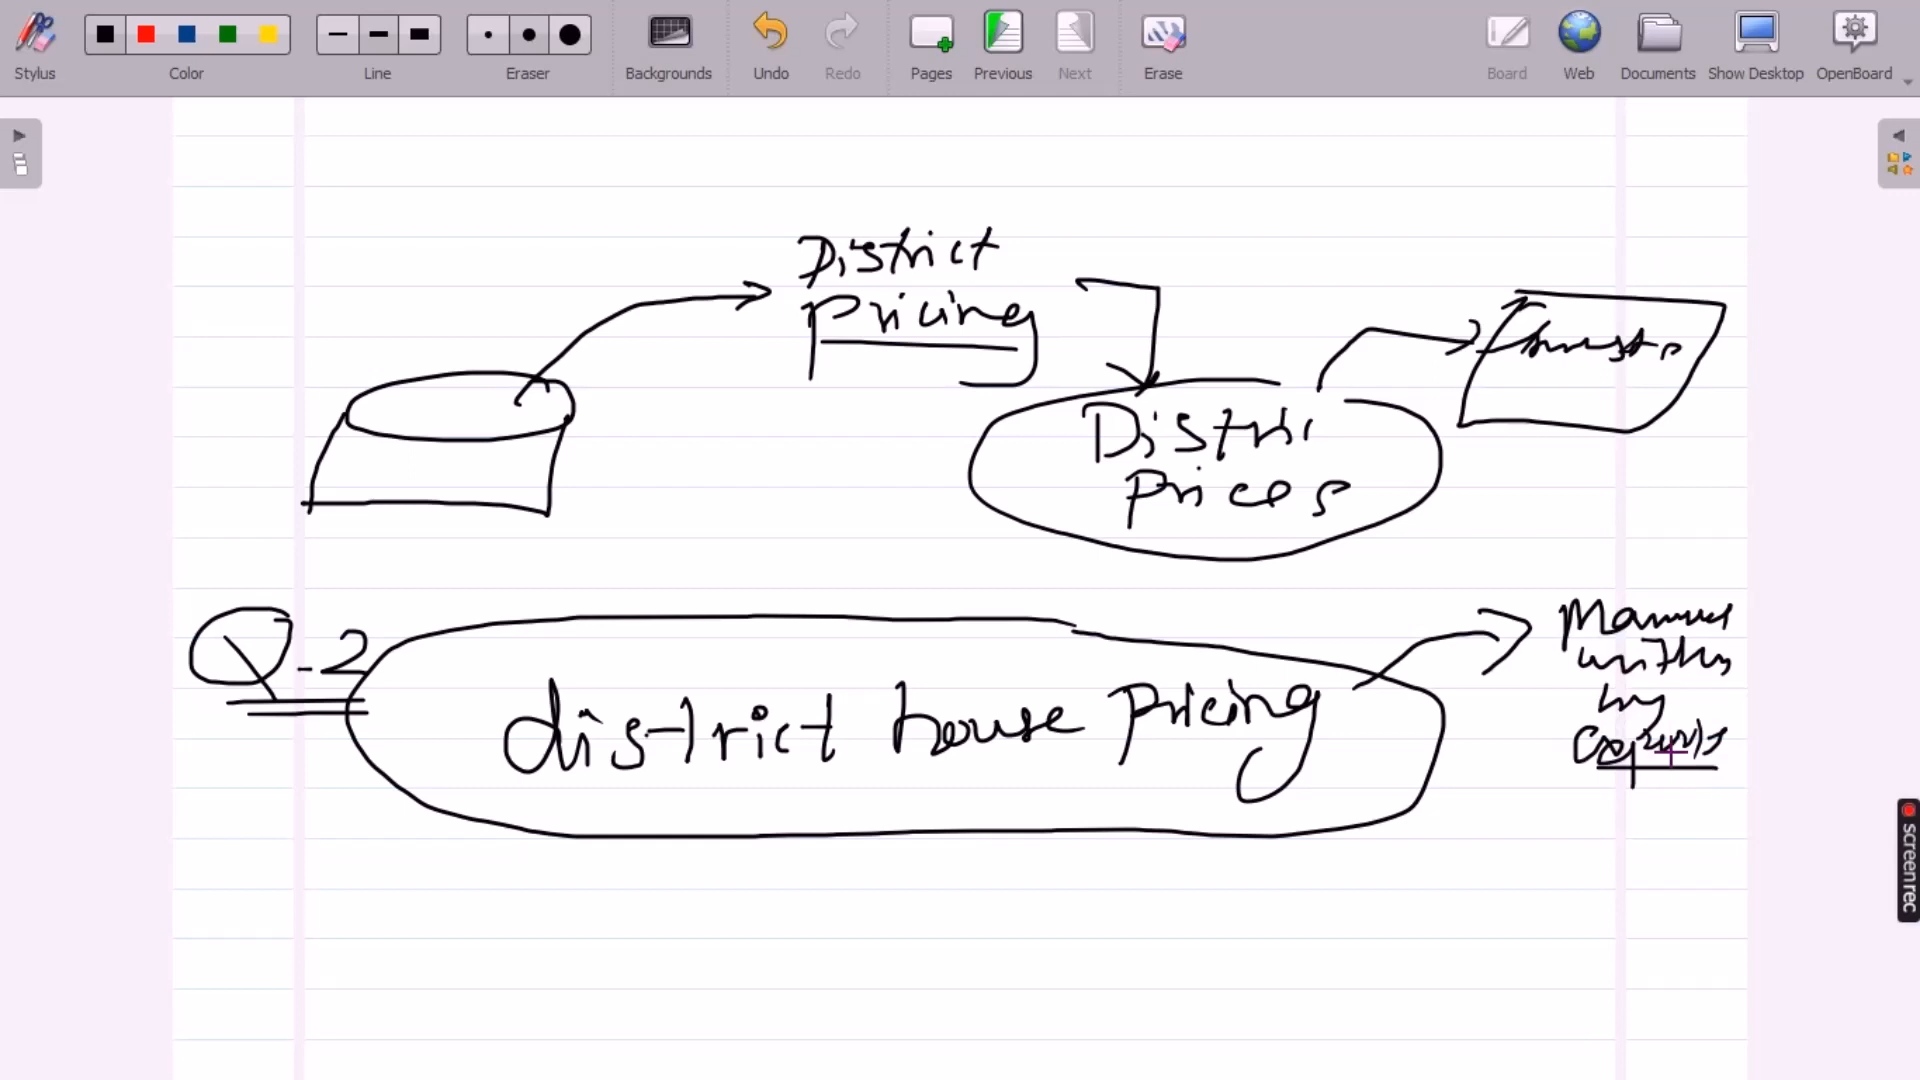 Stylus
Color
Line
Eraser
Backgrounds
Undo
Redo
Pages
Previous
Next
Erase
Board
Web
Documents
Show Desktop
OpenBoard
District
Pricing
Distri
Prices
Q-2
district house Pricing
by
screenrec